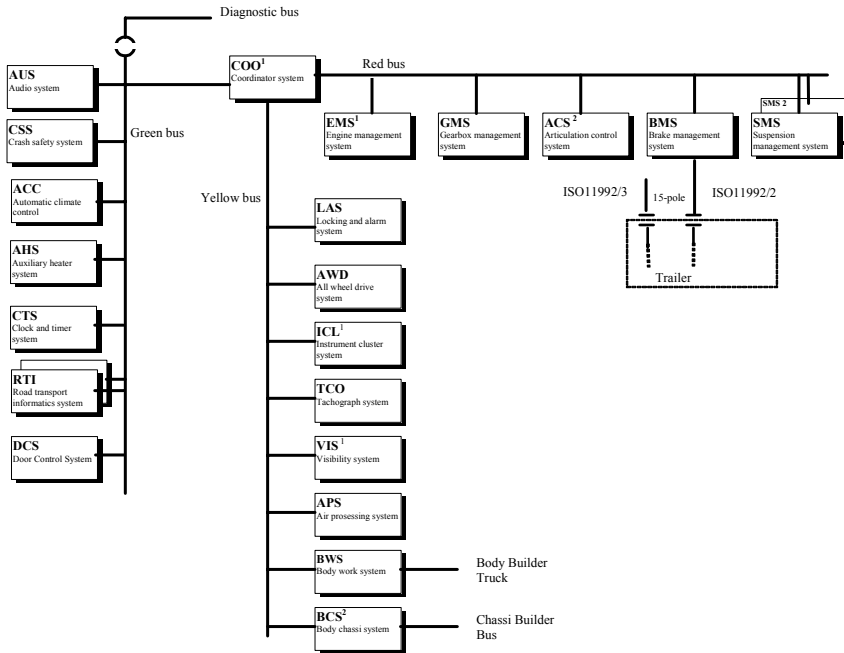 Diagnostic bus
AUS
Audio system
COO¹
Coordinator system
Red bus
CSS
Crash safety system
Green bus
EMS¹
Engine management
system
GMS
Gearbox management
system
ACS ²
Articulation control
system
BMS
Brake management
system
SMS 2
SMS
Suspension
management system
ACC
Automatic climate
control
Yellow bus
ISO11992/3
15-pole
ISO11992/2
Trailer
LAS
Locking and alarm
system
AHS
Auxiliary heater
system
AWD
All wheel drive
system
CTS
Clock and timer
system
ICL¹
Instrument cluster
system
RTI
Road transport
informatics system
TCO
Tachograph system
DCS
Door Control System
VIS ¹
Visibility system
APS
Air prosessing system
BWS
Body work system
Body Builder
Truck
BCS²
Body chassi system
Chassi Builder
Bus